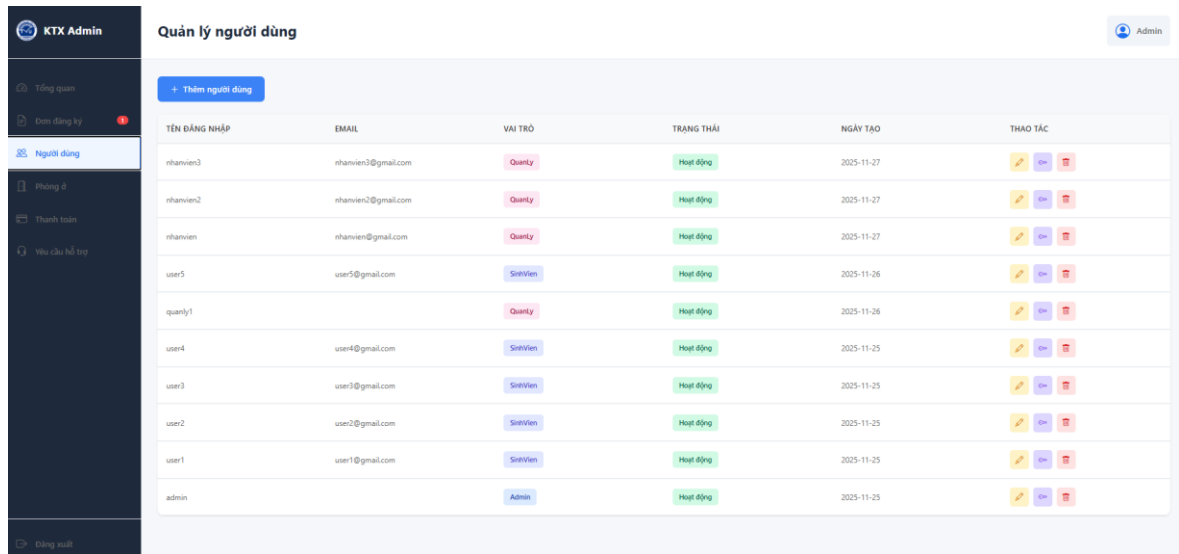 KTX Admin
Quản lý người dùng
Admin
Tổng quan
Đơn đăng ký 1
Người dùng
Phòng ở
Thanh toán
Yêu cầu hỗ trợ
Đăng xuất
+ Thêm người dùng
TÊN ĐĂNG NHẬP EMAIL VAI TRÒ TRẠNG THÁI NGÀY TẠO THAO TÁC
nhanvien3 nhanvien3@gmail.com QuanLy Hoạt động 2025-11-27
nhanvien2 nhanvien2@gmail.com QuanLy Hoạt động 2025-11-27
nhanvien nhanvien@gmail.com QuanLy Hoạt động 2025-11-27
user5 user5@gmail.com SinhVien Hoạt động 2025-11-26
quanly1 QuanLy Hoạt động 2025-11-26
user4 user4@gmail.com SinhVien Hoạt động 2025-11-25
user3 user3@gmail.com SinhVien Hoạt động 2025-11-25
user2 user2@gmail.com SinhVien Hoạt động 2025-11-25
user1 user1@gmail.com SinhVien Hoạt động 2025-11-25
admin Admin Hoạt động 2025-11-25